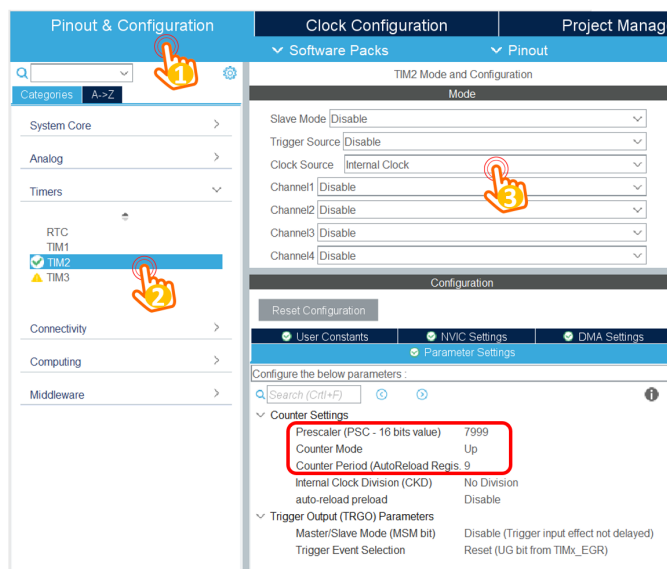 Pinout & Configuration
Clock Configuration
Project Manag
Software Packs
Pinout
1
Categories
A->Z
System Core
Analog
Timers
RTC
TIM1
TIM2
TIM3
2
Connectivity
Computing
Middleware
TIM2 Mode and Configuration
Mode
Slave Mode Disable
Trigger Source Disable
Clock Source Internal Clock
Channel1 Disable
3
Channel2 Disable
Channel3 Disable
Channel4 Disable
Configuration
Reset Configuration
User Constants
NVIC Settings
DMA Settings
Parameter Settings
Configure the below parameters :
Search (Crtl+F)
Counter Settings
Prescaler (PSC - 16 bits value) 7999
Counter Mode Up
Counter Period (AutoReload Regis. 9
Internal Clock Division (CKD) No Division
auto-reload preload Disable
Trigger Output (TRGO) Parameters
Master/Slave Mode (MSM bit) Disable (Trigger input effect not delayed)
Trigger Event Selection Reset (UG bit from TIMx_EGR)